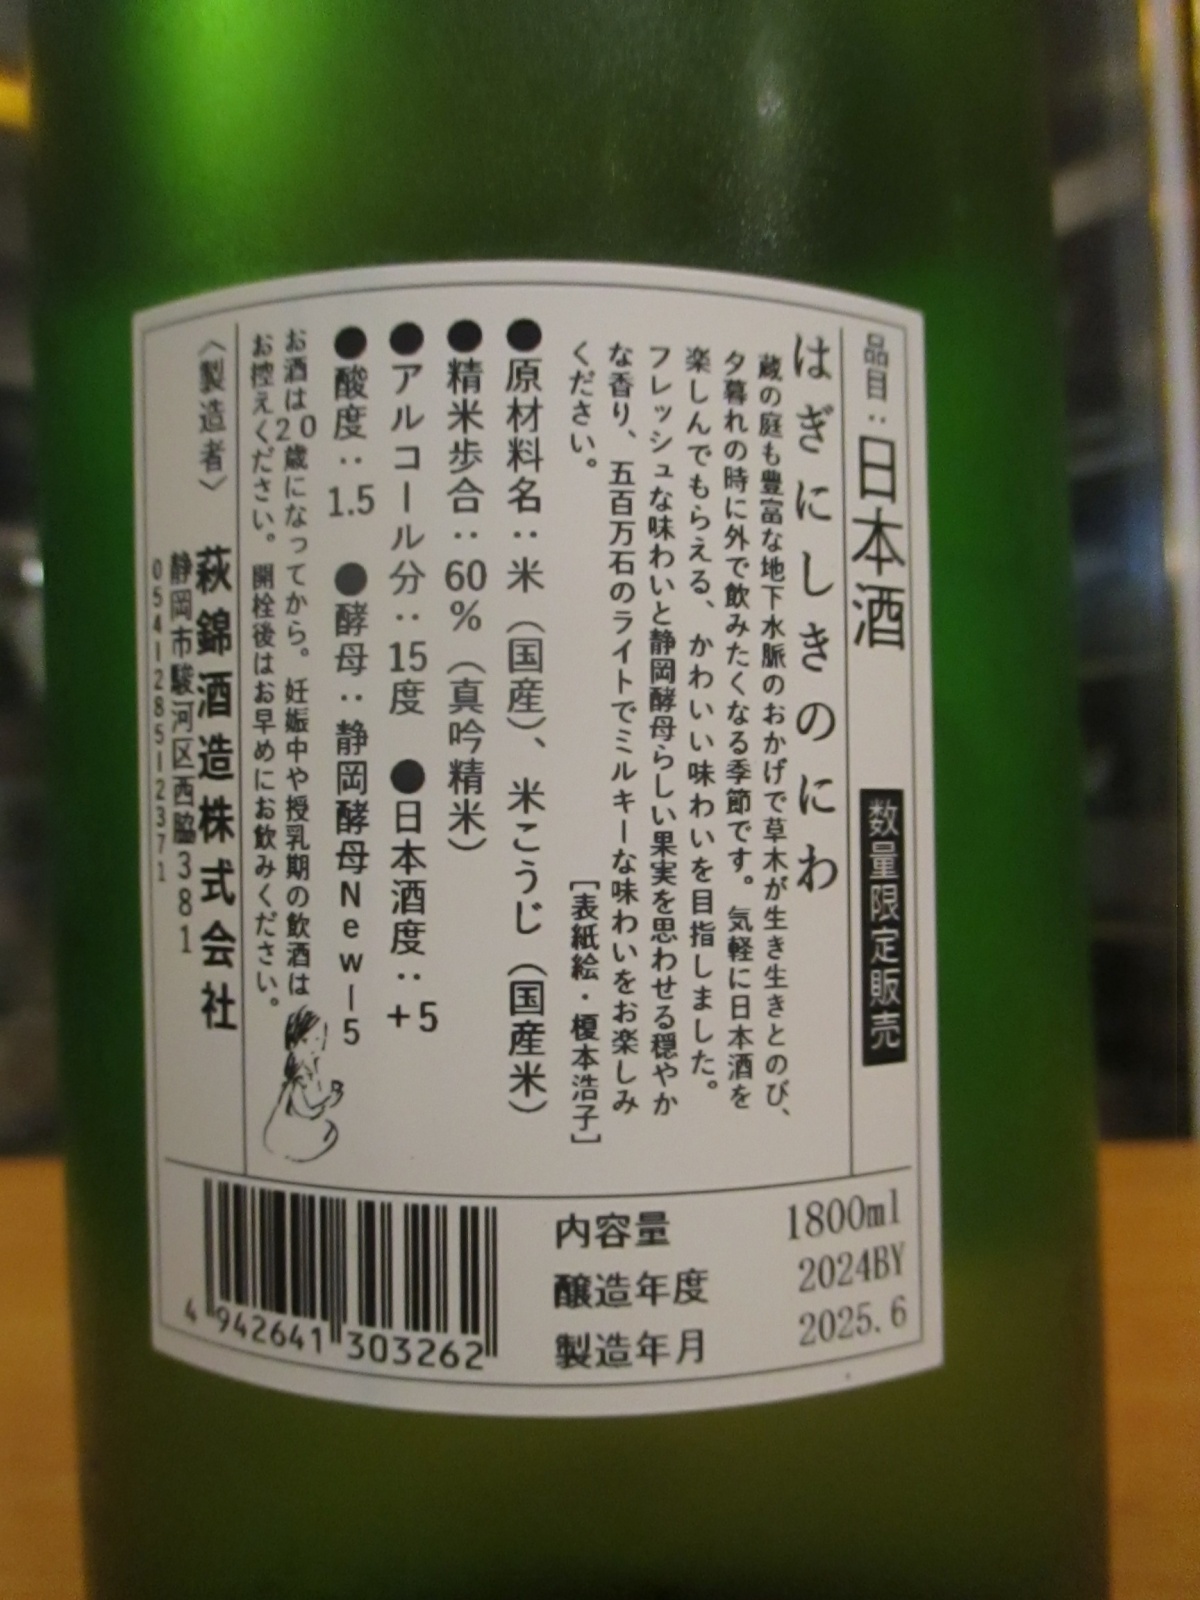 品目：日本酒 数量限定販売
はぎにしきのにわ
蔵の庭も豊富な地下水脈のおかげで草木が生き生きとのび、
夕暮れの時に外で飲みたくなる季節です。気軽に日本酒を
楽しんでもらえる、かわいい味わいを目指しました。
フレッシュな味わいと静岡酵母らしい果実を思わせる穏やか
な香り、五百万石のライトでミルキーな味わいをお楽しみ
ください。 [表紙絵・榎本浩子]
●原材料名：米（国産）、米こうじ（国産米）
●精米歩合：60％（真吟精米）
●アルコール分：15度 ●日本酒度：+5
●酸度：1.5 ●酵母：静岡酵母New-5
お酒は20歳になってから。妊娠中や授乳期の飲酒は
お控えください。開栓後はお早めにお飲みください。
〈製造者〉 萩錦酒造株式会社
静岡市駿河区西脇381
054-285-2371
内容量 1800ml
醸造年度 2024BY
製造年月 2025.6
4 942641 303262